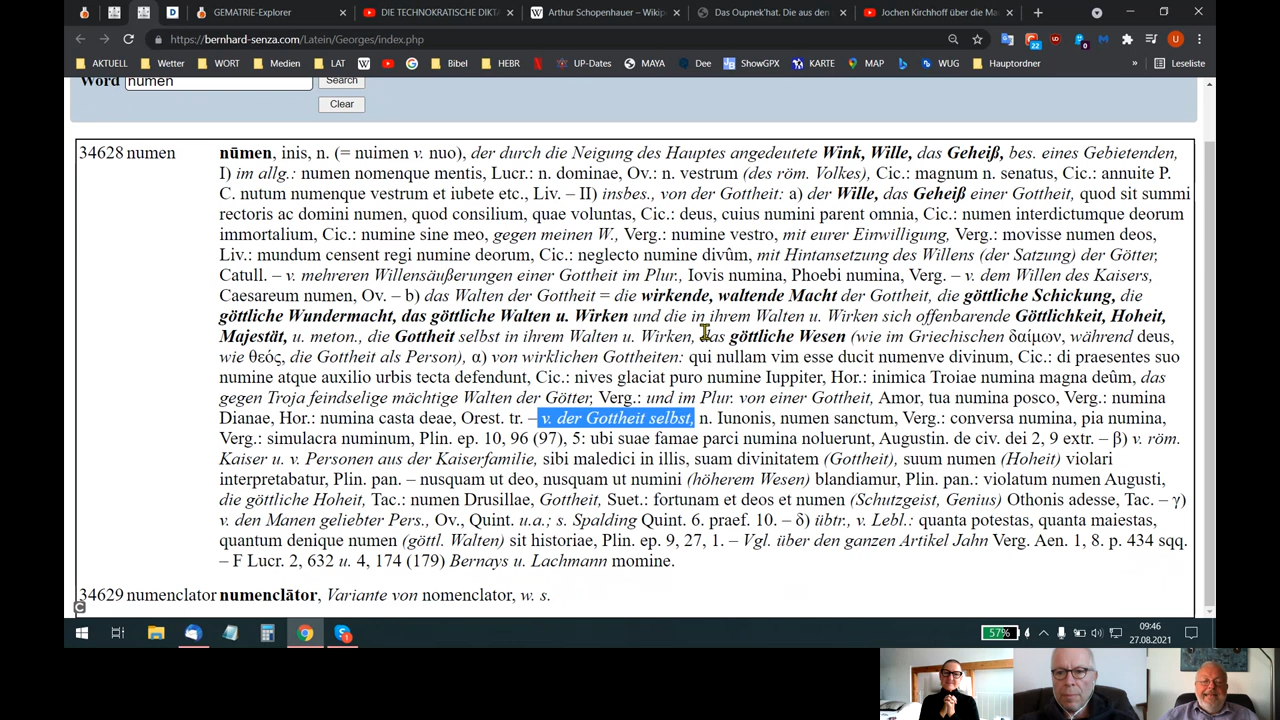 GEMATRIE-Explorer
DIE TECHNOKRATISCHE DIKT
Arthur Schopenhauer – Wikip
Das Oupnek'hat. Die aus den
Jochen Kirchhoff über die Ma
https://bernhard-senza.com/Latein/Georges/index.php
22
0
U
AKTUELL
Wetter
WORT
Medien
LAT
Bibel
HEBR
UP-Dates
MAYA
Dee
ShowGPX
KARTE
MAP
WUG
Hauptordner
»
Leseliste
Word numen Search
Clear
34628 numen nūmen, inis, n. (= nuimen v. nuo), der durch die Neigung des Hauptes angedeutete Wink, Wille, das Geheiß, bes. eines Gebietenden,
I) im allg.: numen nomenque mentis, Lucr.: n. dominae, Ov.: n. vestrum (des röm. Volkes), Cic.: magnum n. senatus, Cic.: annuite P.
C. nutum numenque vestrum et iubete etc., Liv. – II) insbes., von der Gottheit: a) der Wille, das Geheiß einer Gottheit, quod sit summi
rectoris ac domini numen, quod consilium, quae voluntas, Cic.: deus, cuius numini parent omnia, Cic.: numen interdictumque deorum
immortalium, Cic.: numine sine meo, gegen meinen W., Verg.: numine vestro, mit eurer Einwilligung, Verg.: movisse numen deos,
Liv.: mundum censent regi numine deorum, Cic.: neglecto numine divûm, mit Hintansetzung des Willens (der Satzung) der Götter,
Catull. – v. mehreren Willensäußerungen einer Gottheit im Plur., Iovis numina, Phoebi numina, Verg. – v. dem Willen des Kaisers,
Caesareum numen, Ov. – b) das Walten der Gottheit = die wirkende, waltende Macht der Gottheit, die göttliche Schickung, die
göttliche Wundermacht, das göttliche Walten u. Wirken und die in ihrem Walten u. Wirken sich offenbarende Göttlichkeit, Hoheit,
Majestät, u. meton., die Gottheit selbst in ihrem Walten u. Wirken, das göttliche Wesen (wie im Griechischen δαίμων, während deus,
wie θεός, die Gottheit als Person), α) von wirklichen Gottheiten: qui nullam vim esse ducit numenve divinum, Cic.: di praesentes suo
numine atque auxilio urbis tecta defendunt, Cic.: nives glaciat puro numine Iuppiter, Hor.: inimica Troiae numina magna deûm, das
gegen Troja feindselige mächtige Walten der Götter, Verg.: und im Plur. von einer Gottheit, Amor, tua numina posco, Verg.: numina
Dianae, Hor.: numina casta deae, Orest. tr. – v. der Gottheit selbst, n. Iunonis, numen sanctum, Verg.: conversa numina, pia numina,
Verg.: simulacra numinum, Plin. ep. 10, 96 (97), 5: ubi suae famae parci numina noluerunt, Augustin. de civ. dei 2, 9 extr. – β) v. röm.
Kaiser u. v. Personen aus der Kaiserfamilie, sibi maledici in illis, suam divinitatem (Gottheit), suum numen (Hoheit) violari
interpretabatur, Plin. pan. – nusquam ut deo, nusquam ut numini (höherem Wesen) blandiamur, Plin. pan.: violatum numen Augusti,
die göttliche Hoheit, Tac.: numen Drusillae, Gottheit, Suet.: fortunam et deos et numen (Schutzgeist, Genius) Othonis adesse, Tac. – γ)
v. den Manen geliebter Pers., Ov., Quint. u.a.; s. Spalding Quint. 6. praef. 10. – δ) übtr., v. Lebl.: quanta potestas, quanta maiestas,
quantum denique numen (göttl. Walten) sit historiae, Plin. ep. 9, 27, 1. – Vgl. über den ganzen Artikel Jahn Verg. Aen. 1, 8. p. 434 sqq.
– F Lucr. 2, 632 u. 4, 174 (179) Bernays u. Lachmann momine.
34629 numenclator numenclātor, Variante von nomenclator, w. s.
57%
09:46
27.08.2021